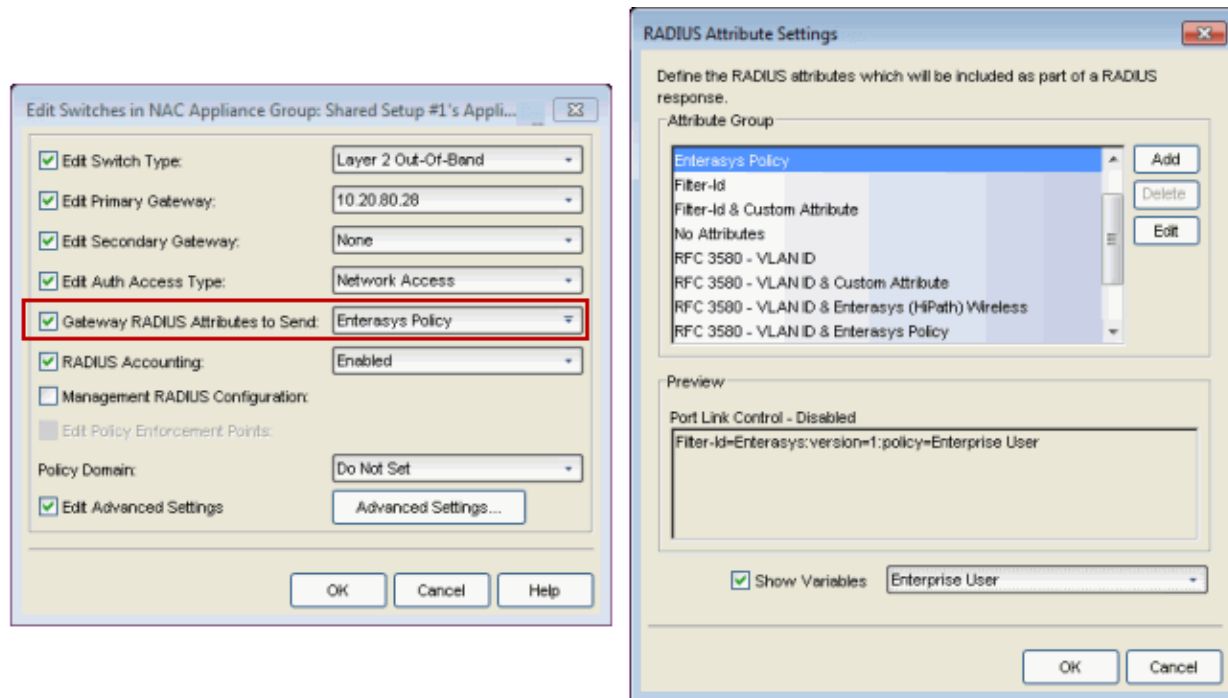 Edit Switches in NAC Appliance Group: Shared Setup #1's Appli...
Edit Switch Type: Layer 2 Out-Of-Band
Edit Primary Gateway: 10.20.80.28
Edit Secondary Gateway: None
Edit Auth Access Type: Network Access
Gateway RADIUS Attributes to Send: Enterasys Policy
RADIUS Accounting: Enabled
Management RADIUS Configuration:
Edit Policy Enforcement Points:
Policy Domain: Do Not Set
Edit Advanced Settings Advanced Settings...
OK Cancel Help
RADIUS Attribute Settings
Define the RADIUS attributes which will be included as part of a RADIUS
response.
Attribute Group
Enterasys Policy
Filter-Id
Filter-Id & Custom Attribute
No Attributes
RFC 3580 - VLAN ID
RFC 3580 - VLAN ID & Custom Attribute
RFC 3580 - VLAN ID & Enterasys (HiPath) Wireless
RFC 3580 - VLAN ID & Enterasys Policy
Add
Delete
Edit
Preview
Port Link Control - Disabled
Filter-Id=Enterasys:version=1:policy=Enterprise User
Show Variables Enterprise User
OK Cancel